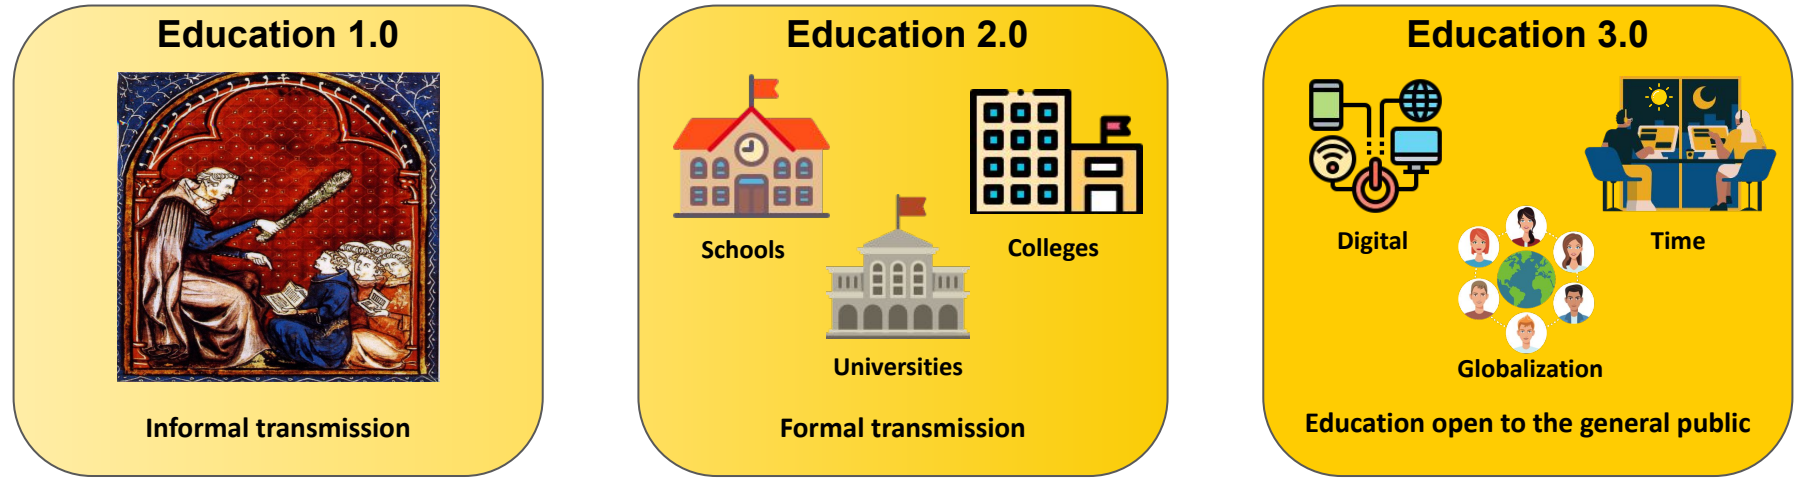 Education 1.0
Informal transmission
Education 2.0
Schools
Colleges
Universities
Formal transmission
Education 3.0
Digital
Time
Globalization
Education open to the general public